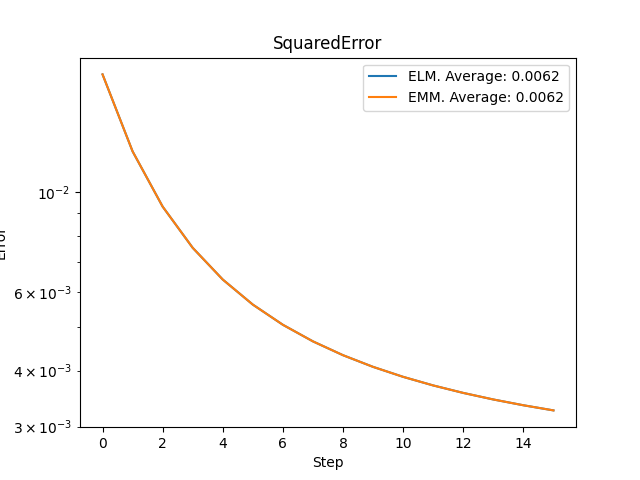 SquaredError
ELM. Average: 0.0062
EMM. Average: 0.0062
Error
10⁻²
6 × 10⁻³
4 × 10⁻³
3 × 10⁻³
0 2 4 6 8 10 12 14
Step